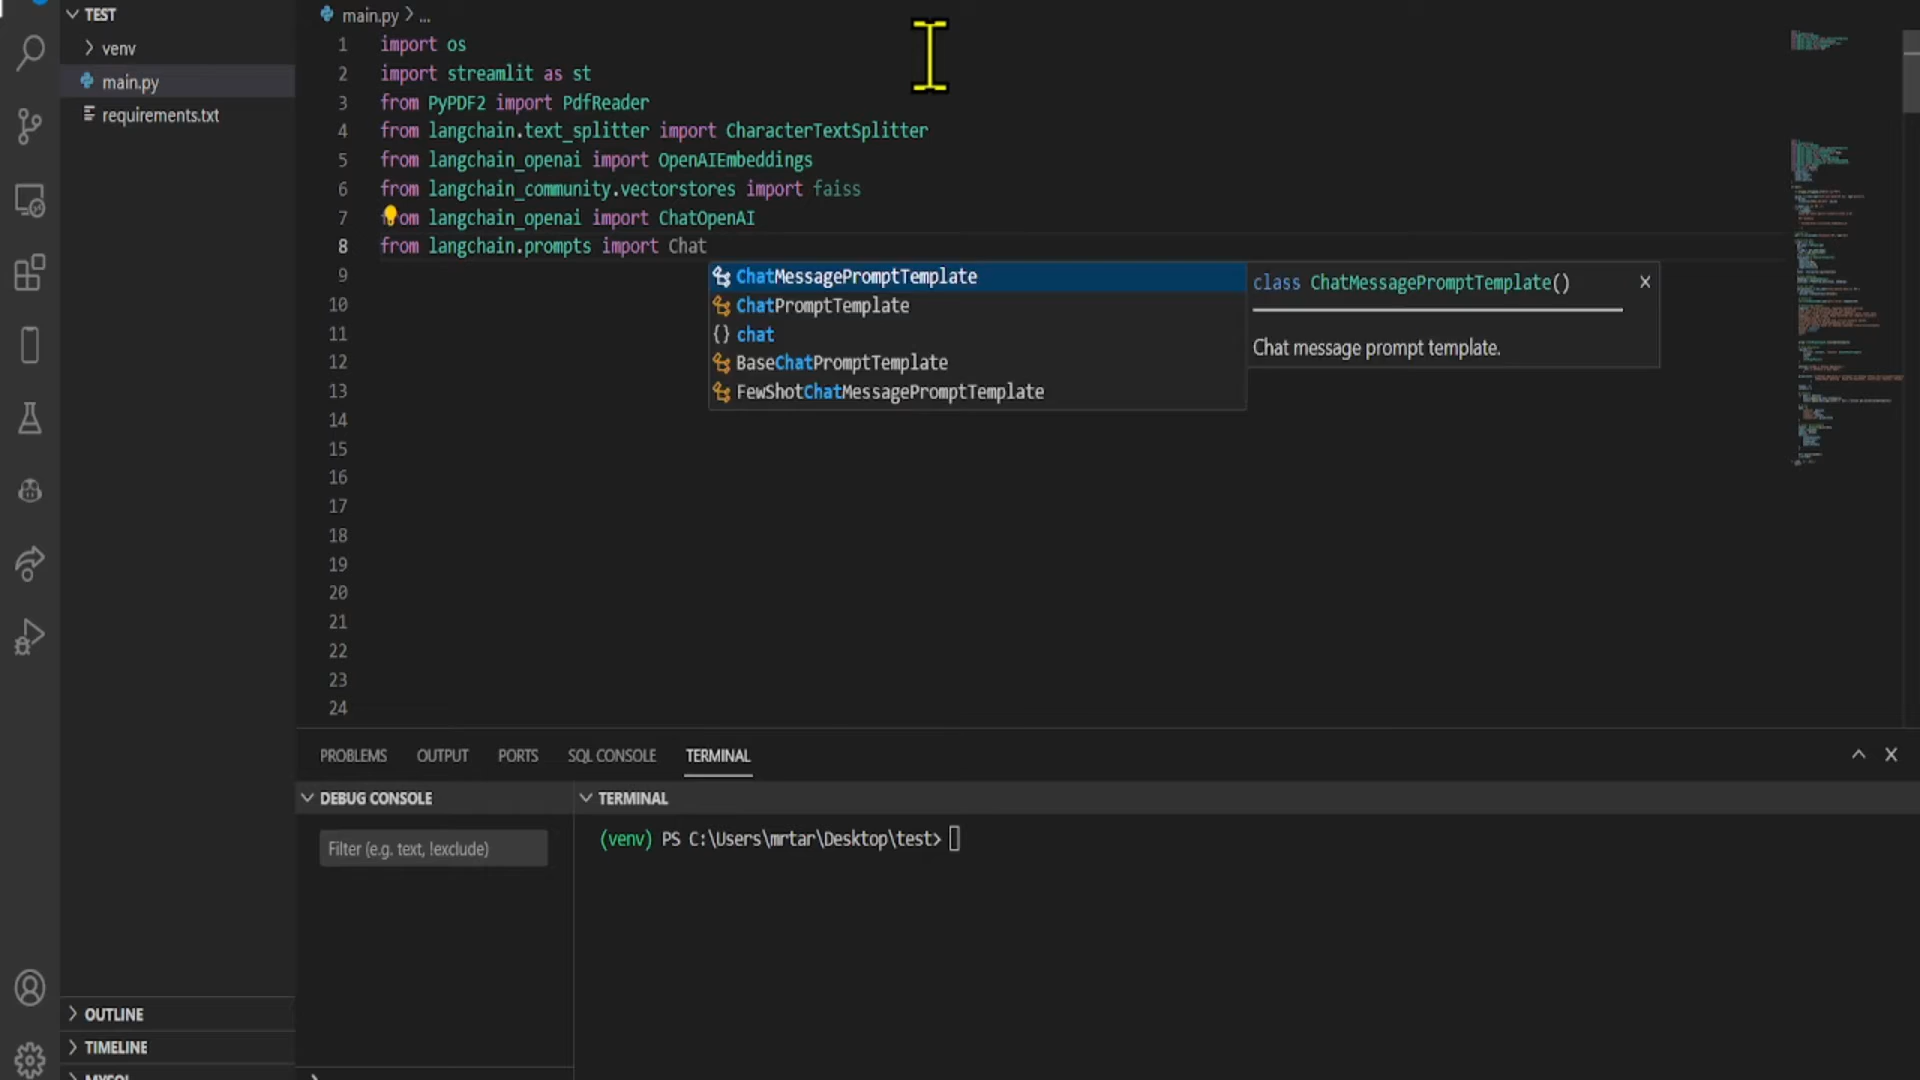 TEST
venv
main.py
requirements.txt
OUTLINE
TIMELINE
main.py > ...
1 import os
2 import streamlit as st
3 from PyPDF2 import PdfReader
4 from langchain.text_splitter import CharacterTextSplitter
5 from langchain_openai import OpenAIEmbeddings
6 from langchain_community.vectorstores import faiss
7 from langchain_openai import ChatOpenAI
8 from langchain.prompts import Chat
9
10
11
12
13
14
15
16
17
18
19
20
21
22
23
24
ChatMessagePromptTemplate
ChatPromptTemplate
{} chat
BaseChatPromptTemplate
FewShotChatMessagePromptTemplate
class ChatMessagePromptTemplate()
Chat message prompt template.
PROBLEMS OUTPUT PORTS SQL CONSOLE TERMINAL
DEBUG CONSOLE
Filter (e.g. text, !exclude)
TERMINAL
(venv) PS C:\Users\mrtar\Desktop\test>